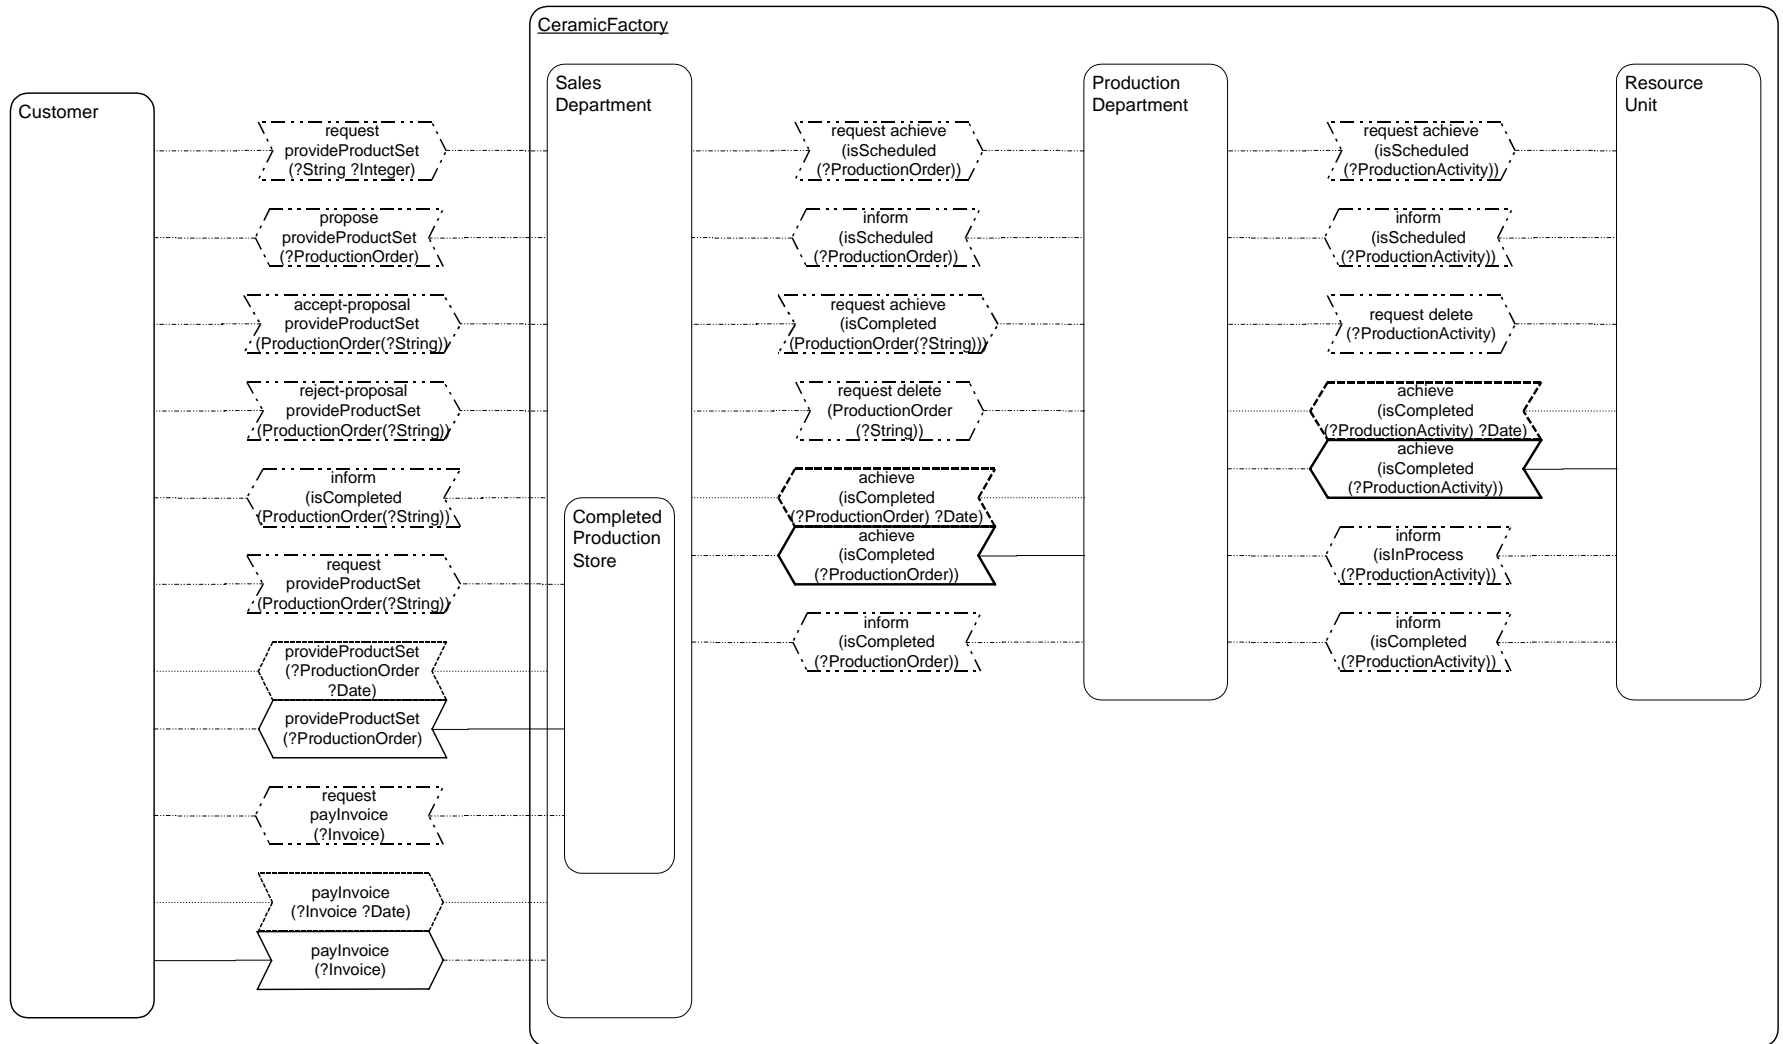 CeramicFactory
Customer
Sales
Department
Production
Department
Resource
Unit
Completed
Production
Store
request
provideProductSet
(?String ?Integer)
propose
provideProductSet
(?ProductionOrder)
accept-proposal
provideProductSet
(ProductionOrder(?String))
reject-proposal
provideProductSet
(ProductionOrder(?String))
inform
(isCompleted
(ProductionOrder(?String))
request
provideProductSet
(ProductionOrder(?String))
provideProductSet
(?ProductionOrder
?Date)
provideProductSet
(?ProductionOrder)
request
payInvoice
(?Invoice)
payInvoice
(?Invoice ?Date)
payInvoice
(?Invoice)
request achieve
(isScheduled
(?ProductionOrder))
inform
(isScheduled
(?ProductionOrder))
request achieve
(isCompleted
(ProductionOrder(?String)))
request delete
(ProductionOrder
(?String))
achieve
(isCompleted
(?ProductionOrder) ?Date)
achieve
(isCompleted
(?ProductionOrder))
inform
(isCompleted
(?ProductionOrder))
request achieve
(isScheduled
(?ProductionActivity))
inform
(isScheduled
(?ProductionActivity))
request delete
(?ProductionActivity)
achieve
(isCompleted
(?ProductionActivity) ?Date)
achieve
(isCompleted
(?ProductionActivity))
inform
(isInProcess
(?ProductionActivity))
inform
(isCompleted
(?ProductionActivity))